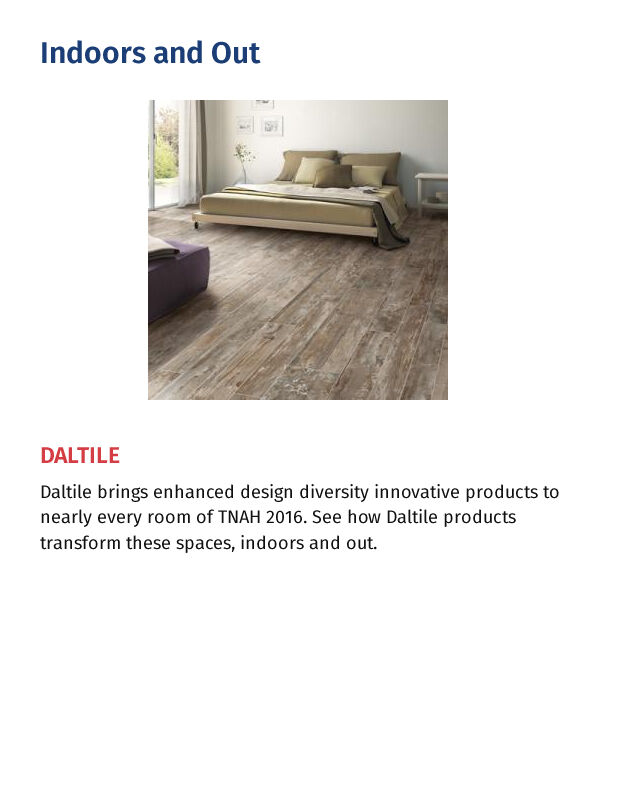 Indoors and Out
DALTILE
Daltile brings enhanced design diversity innovative products to
nearly every room of TNAH 2016. See how Daltile products
transform these spaces, indoors and out.